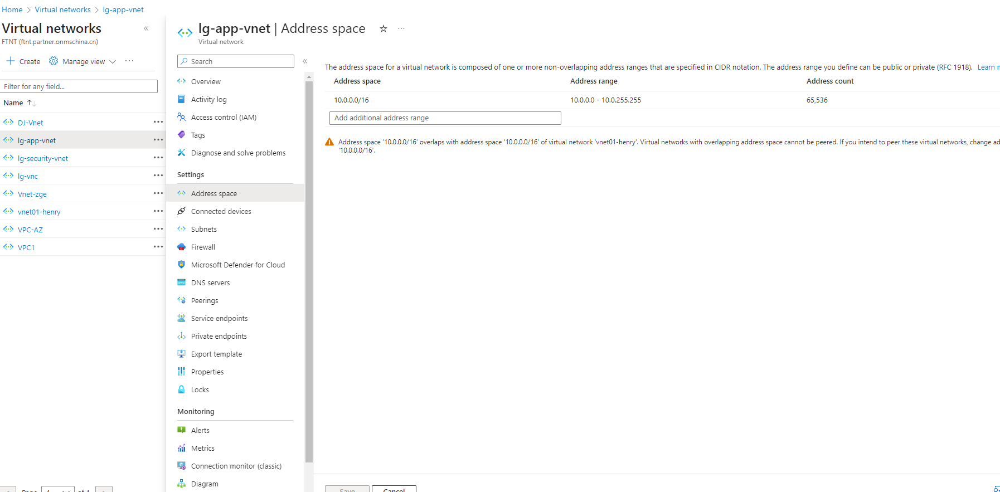 Home > Virtual networks > lg-app-vnet
Virtual networks
FTNT (ftnt.partner.onmschina.cn)
Create Manage view ···
Filter for any field...
Name ↑↓
DJ-Vnet
lg-app-vnet
lg-security-vnet
lg-vnc
Vnet-zge
vnet01-henry
VPC-AZ
VPC1
Page 1 of 1
lg-app-vnet | Address space
Virtual network
Search
Overview
Activity log
Access control (IAM)
Tags
Diagnose and solve problems
Settings
Address space
Connected devices
Subnets
Firewall
Microsoft Defender for Cloud
DNS servers
Peerings
Service endpoints
Private endpoints
Export template
Properties
Locks
Monitoring
Alerts
Metrics
Connection monitor (classic)
Diagram
The address space for a virtual network is composed of one or more non-overlapping address ranges that are specified in CIDR notation. The address range you define can be public or private (RFC 1918). Learn
Address space Address range Address count
10.0.0.0/16 10.0.0.0 - 10.0.255.255 65,536
Add additional address range
Address space '10.0.0.0/16' overlaps with address space '10.0.0.0/16' of virtual network 'vnet01-henry'. Virtual networks with overlapping address space cannot be peered. If you intend to peer these virtual networks, change
'10.0.0.0/16'.
Save Cancel